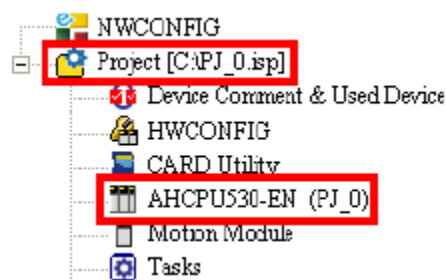 NWCONFIG
Project [C:\PJ_0.isp]
Device Comment & Used Device
HWCONFIG
CARD Utility
AHCPU530-EN (PJ_0)
Motion Module
Tasks